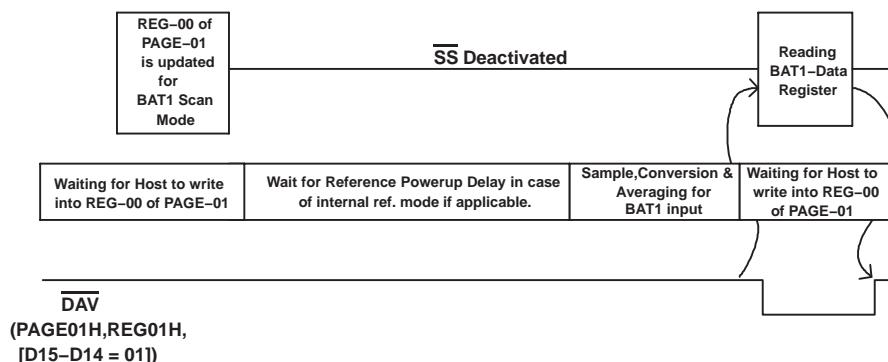 REG–00 of
PAGE–01
is updated
for
BAT1 Scan
Mode
SS Deactivated
Reading
BAT1–Data
Register
Waiting for Host to write
into REG–00 of PAGE–01
Wait for Reference Powerup Delay in case
of internal ref. mode if applicable.
Sample,Conversion &
Averaging for
BAT1 input
Waiting for Host to
write into REG–00
of PAGE–01
DAV
(PAGE01H,REG01H,
[D15–D14 = 01])